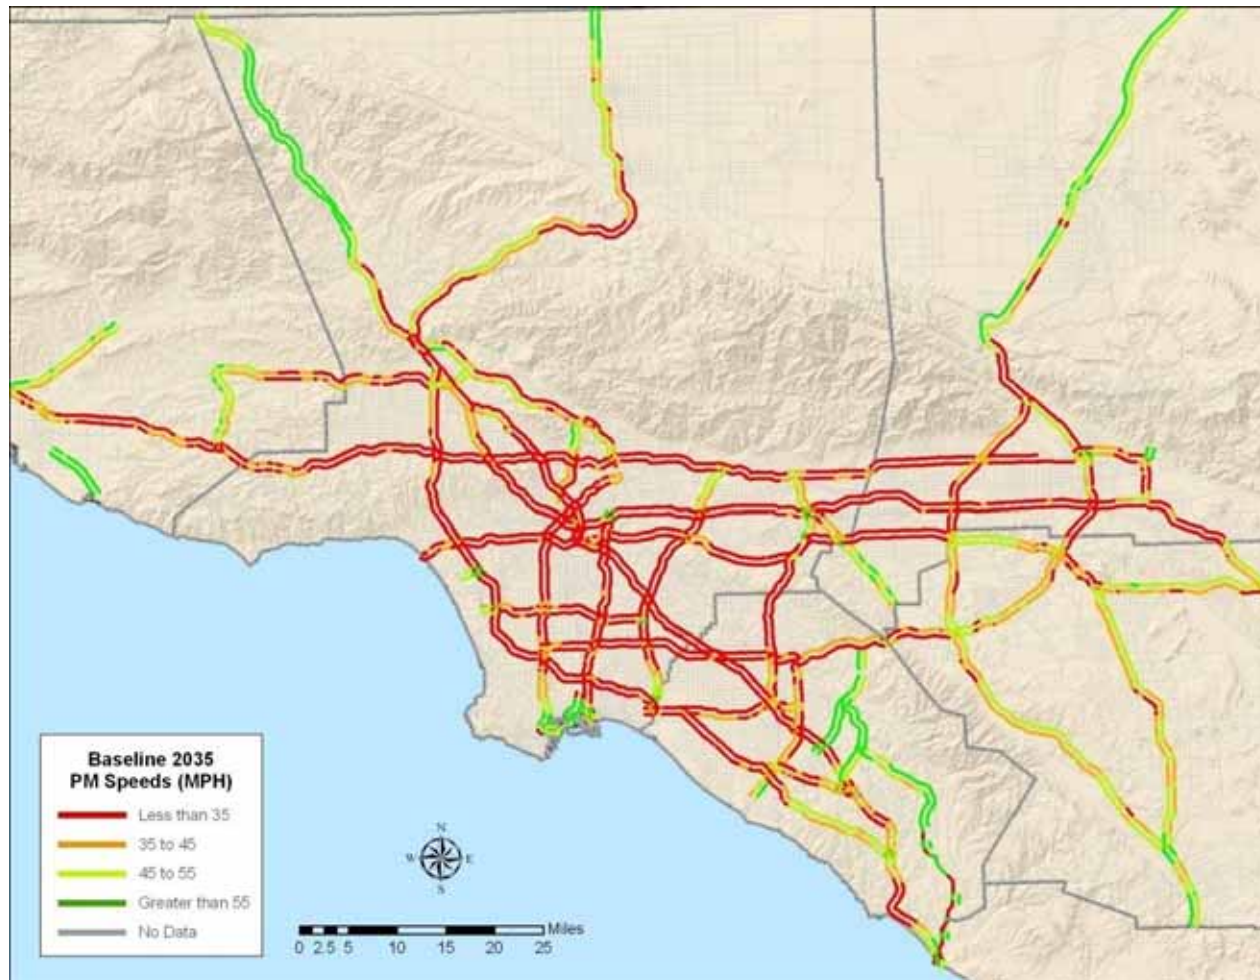 Baseline 2035
PM Speeds (MPH)
Less than 35
35 to 45
45 to 55
Greater than 55
No Data
N
W E
S
Miles
0 2.5 5 10 15 20 25